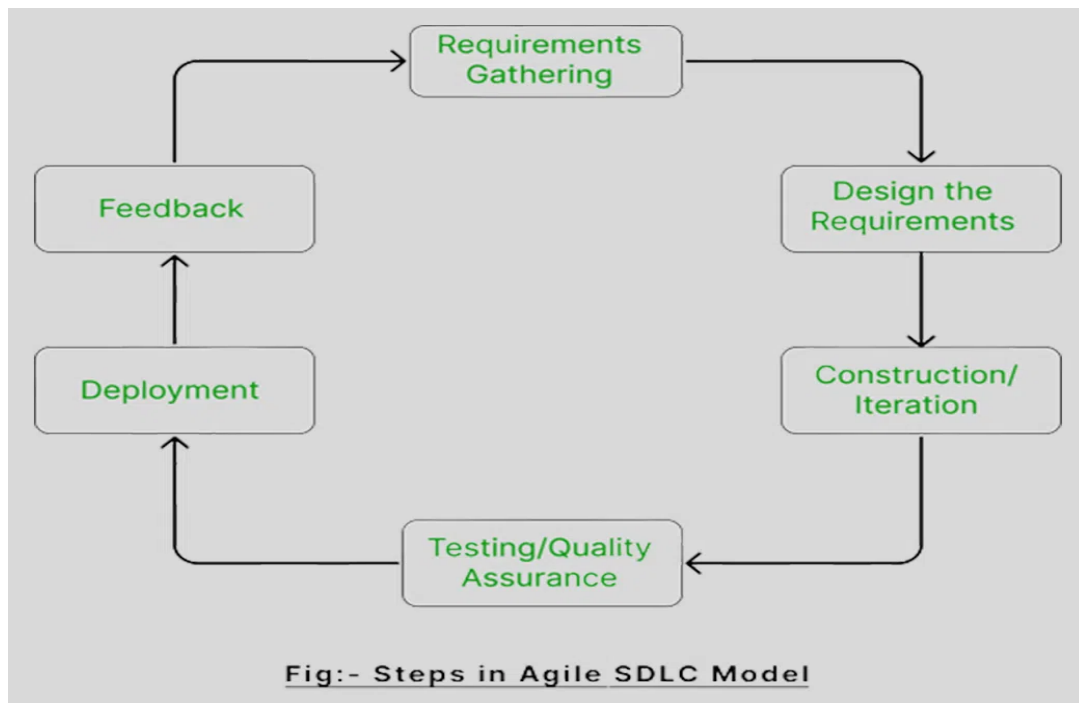 Requirements
Gathering
Design the
Requirements
Construction/
Iteration
Testing/Quality
Assurance
Deployment
Feedback
Fig:- Steps in Agile SDLC Model